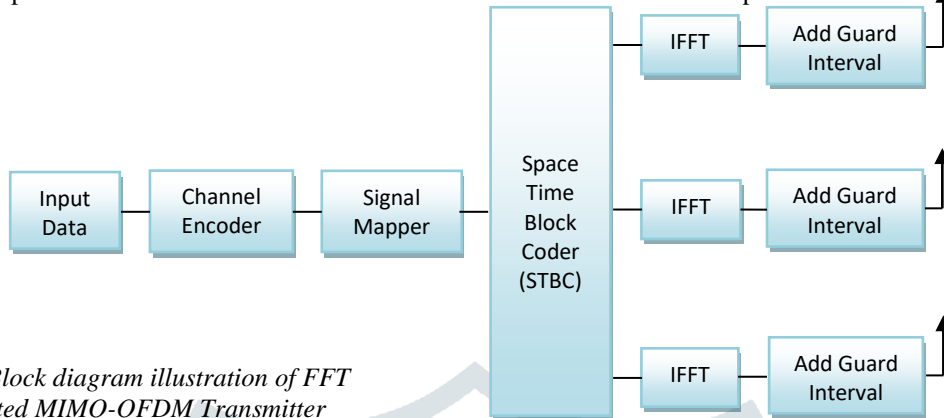 Input
Data
Channel
Encoder
Signal
Mapper
Space
Time
Block
Coder
(STBC)
IFFT
Add Guard
Interval
IFFT
Add Guard
Interval
IFFT
Add Guard
Interval
Block diagram illustration of FFT
MIMO-OFDM Transmitter